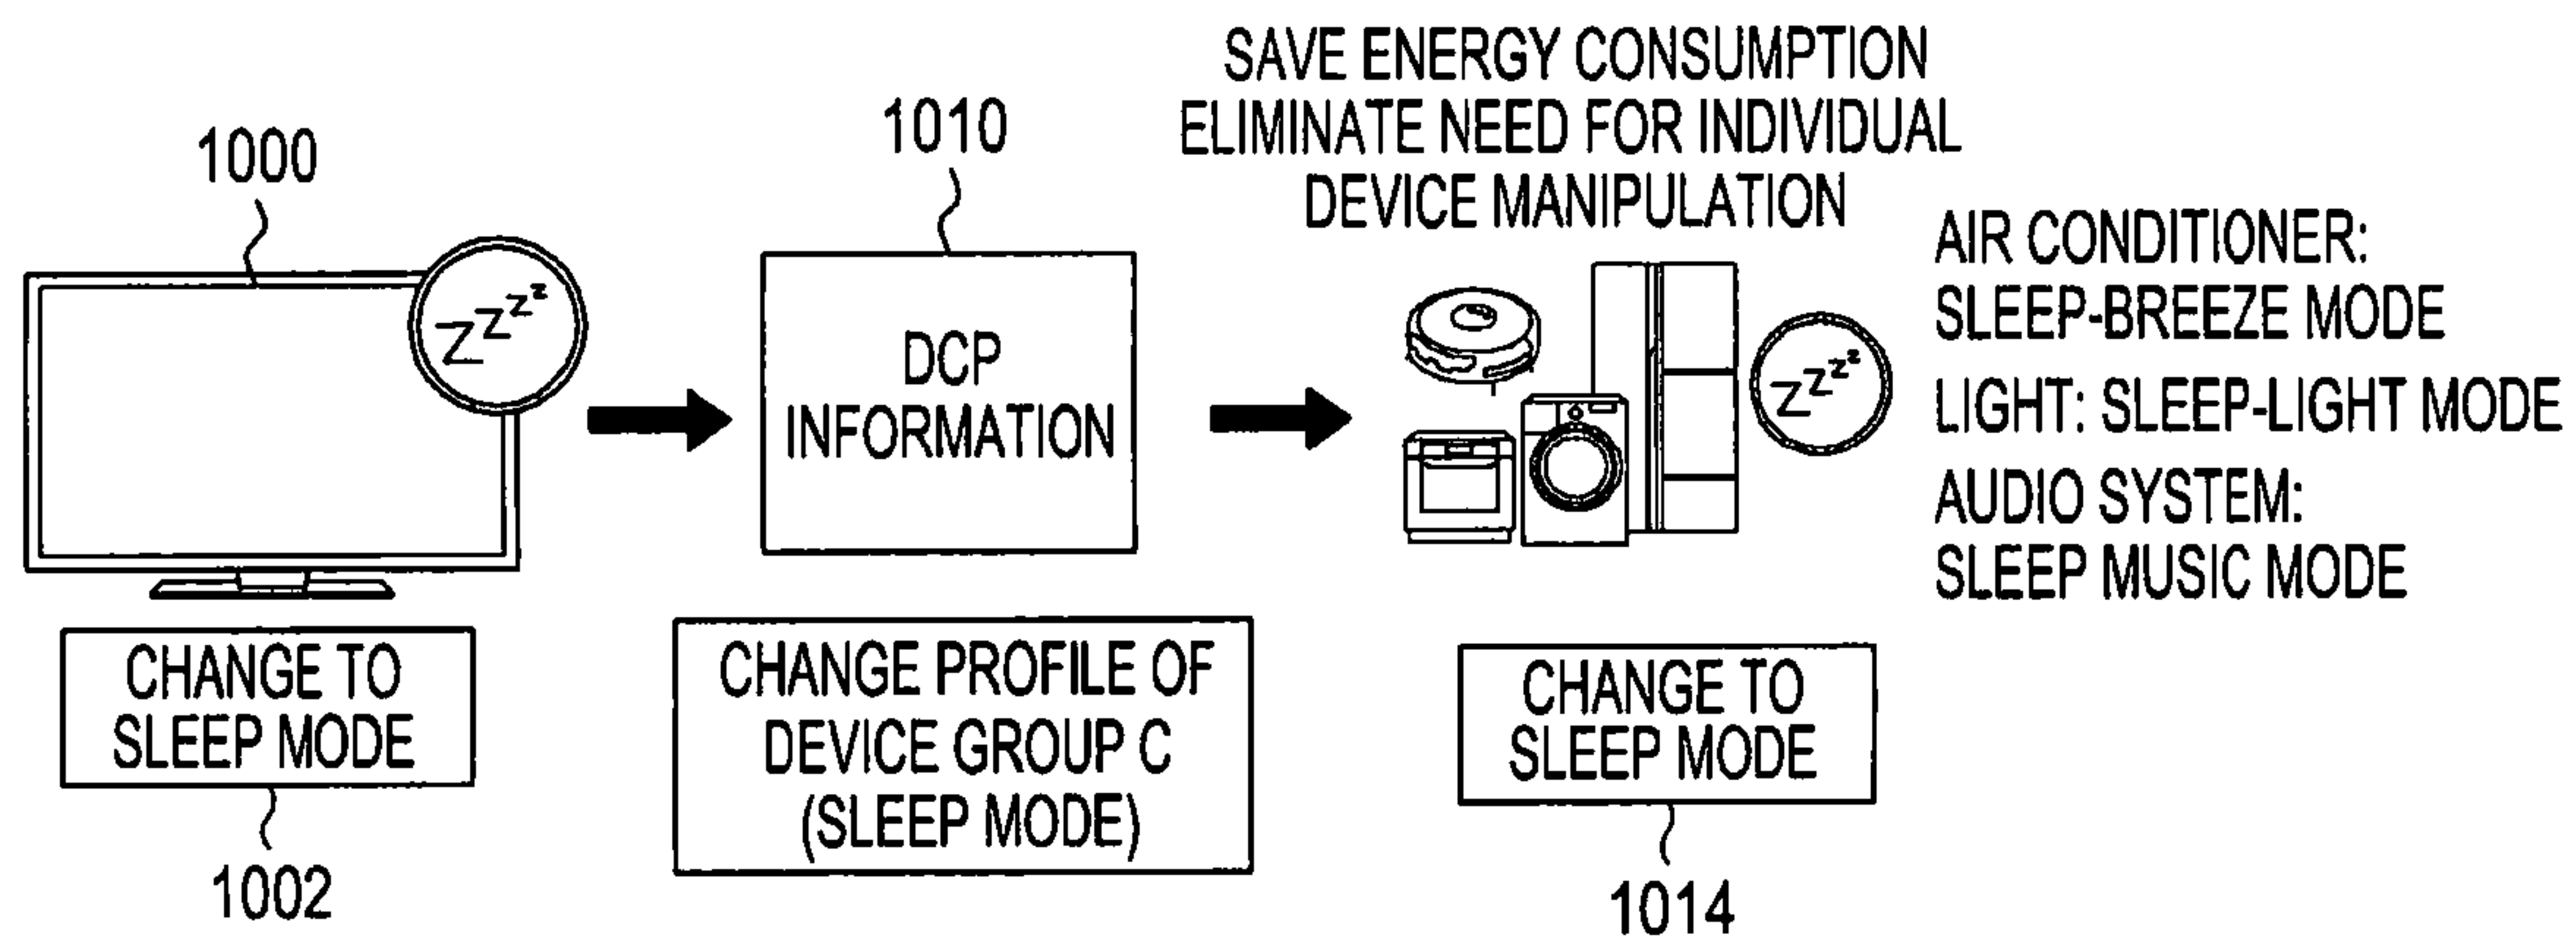 1000
Zzzz
CHANGE TO
SLEEP MODE
1002
1010
DCP
INFORMATION
CHANGE PROFILE OF
DEVICE GROUP C
(SLEEP MODE)
SAVE ENERGY CONSUMPTION
ELIMINATE NEED FOR INDIVIDUAL
DEVICE MANIPULATION
Zzzz
CHANGE TO
SLEEP MODE
1014
AIR CONDITIONER:
SLEEP-BREEZE MODE
LIGHT: SLEEP-LIGHT MODE
AUDIO SYSTEM:
SLEEP MUSIC MODE